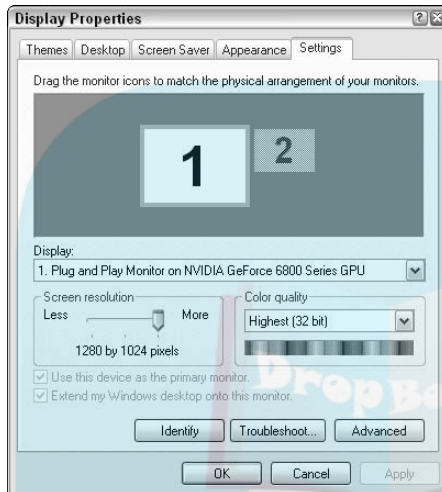 Display Properties
Themes Desktop Screen Saver Appearance Settings
Drag the monitor icons to match the physical arrangement of your monitors.
1 2
Display:
1. Plug and Play Monitor on NVIDIA GeForce 6800 Series GPU
Screen resolution
Less More
1280 by 1024 pixels
Color quality
Highest (32 bit)
Use this device as the primary monitor.
Extend my Windows desktop onto this monitor.
Identify Troubleshoot... Advanced
OK Cancel Apply